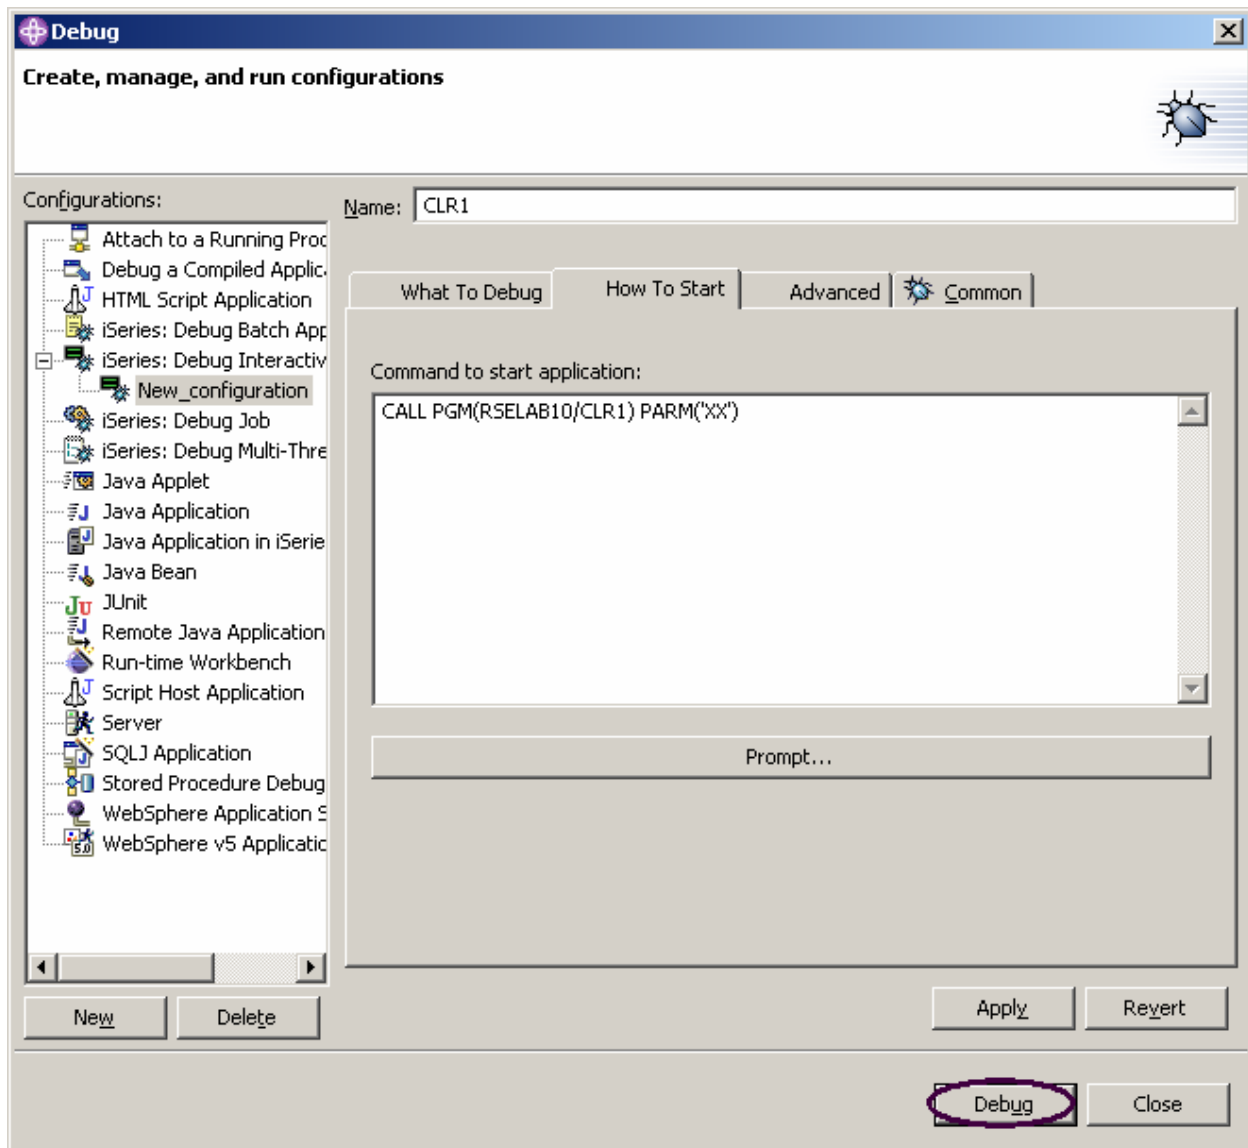 Debug
Create, manage, and run configurations
Configurations:
Name: CLR1
Attach to a Running Proc
Debug a Compiled Applic
HTML Script Application
iSeries: Debug Batch App
iSeries: Debug Interactiv
New_configuration
iSeries: Debug Job
iSeries: Debug Multi-Thre
Java Applet
Java Application
Java Application in iSerie
Java Bean
JUnit
Remote Java Application
Run-time Workbench
Script Host Application
Server
SQLJ Application
Stored Procedure Debug
WebSphere Application S
WebSphere v5 Applicatic
New Delete
What To Debug How To Start Advanced Common
Command to start application:
CALL PGM(RSELAB10/CLR1) PARM('XX')
Prompt...
Apply Revert
Debug Close